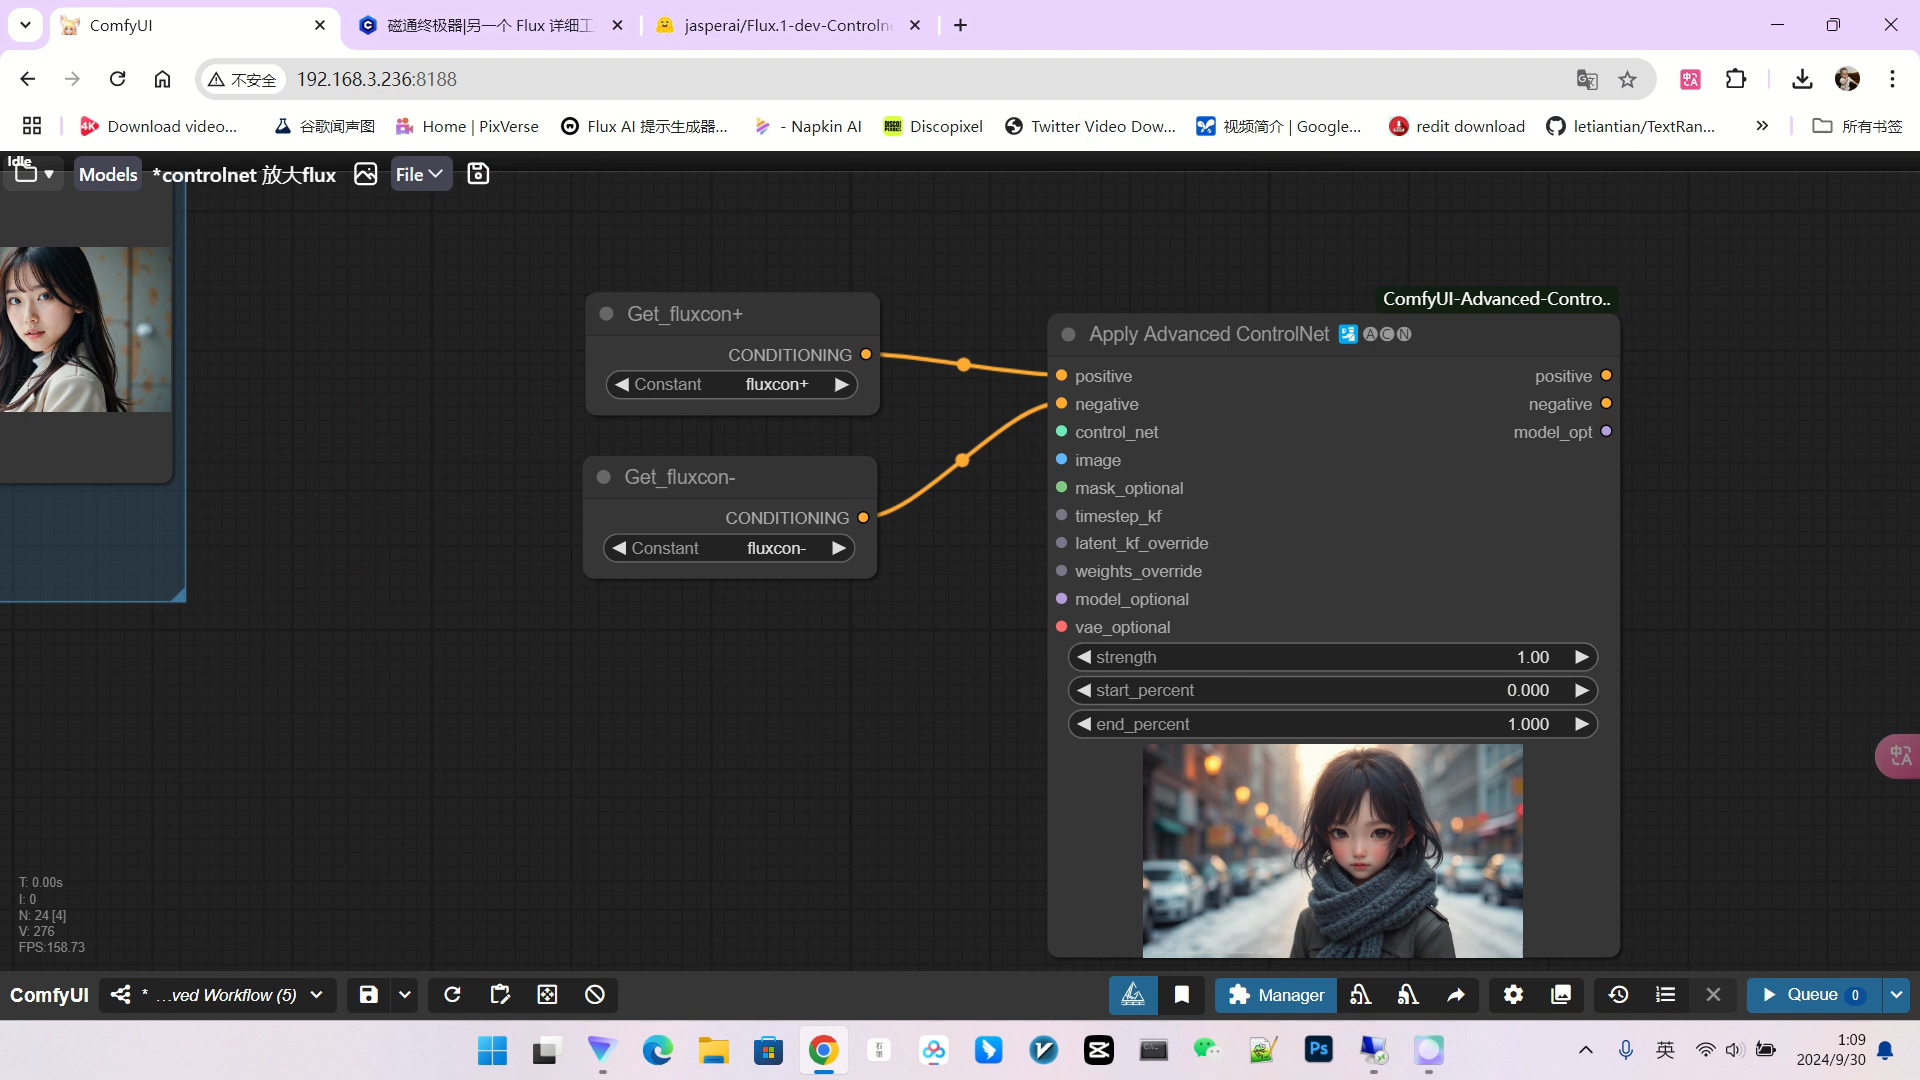 ComfyUI
磁通终极器|另一个 Flux 详细工
jasperai/Flux.1-dev-Controlne
不安全
192.168.3.236:8188
Download video...
谷歌闻声图
Home | PixVerse
Flux AI 提示生成器...
- Napkin AI
Discopixel
Twitter Video Dow...
视频简介 | Google...
redit download
letiantian/TextRan...
所有书签
Idle
Models
*controlnet 放大flux
File
ComfyUI-Advanced-Contro..
Get_fluxcon+
CONDITIONING
Constant fluxcon+
Get_fluxcon-
CONDITIONING
Constant fluxcon-
Apply Advanced ControlNet ⒶⒸⓃ
positive positive
negative negative
control_net model_opt
image
mask_optional
timestep_kf
latent_kf_override
weights_override
model_optional
vae_optional
strength 1.00
start_percent 0.000
end_percent 1.000
T: 0.00s
I: 0
N: 24 [4]
V: 276
FPS:158.73
ComfyUI
* ...ved Workflow (5)
Manager
Queue 0
Ps
英
1:09
2024/9/30